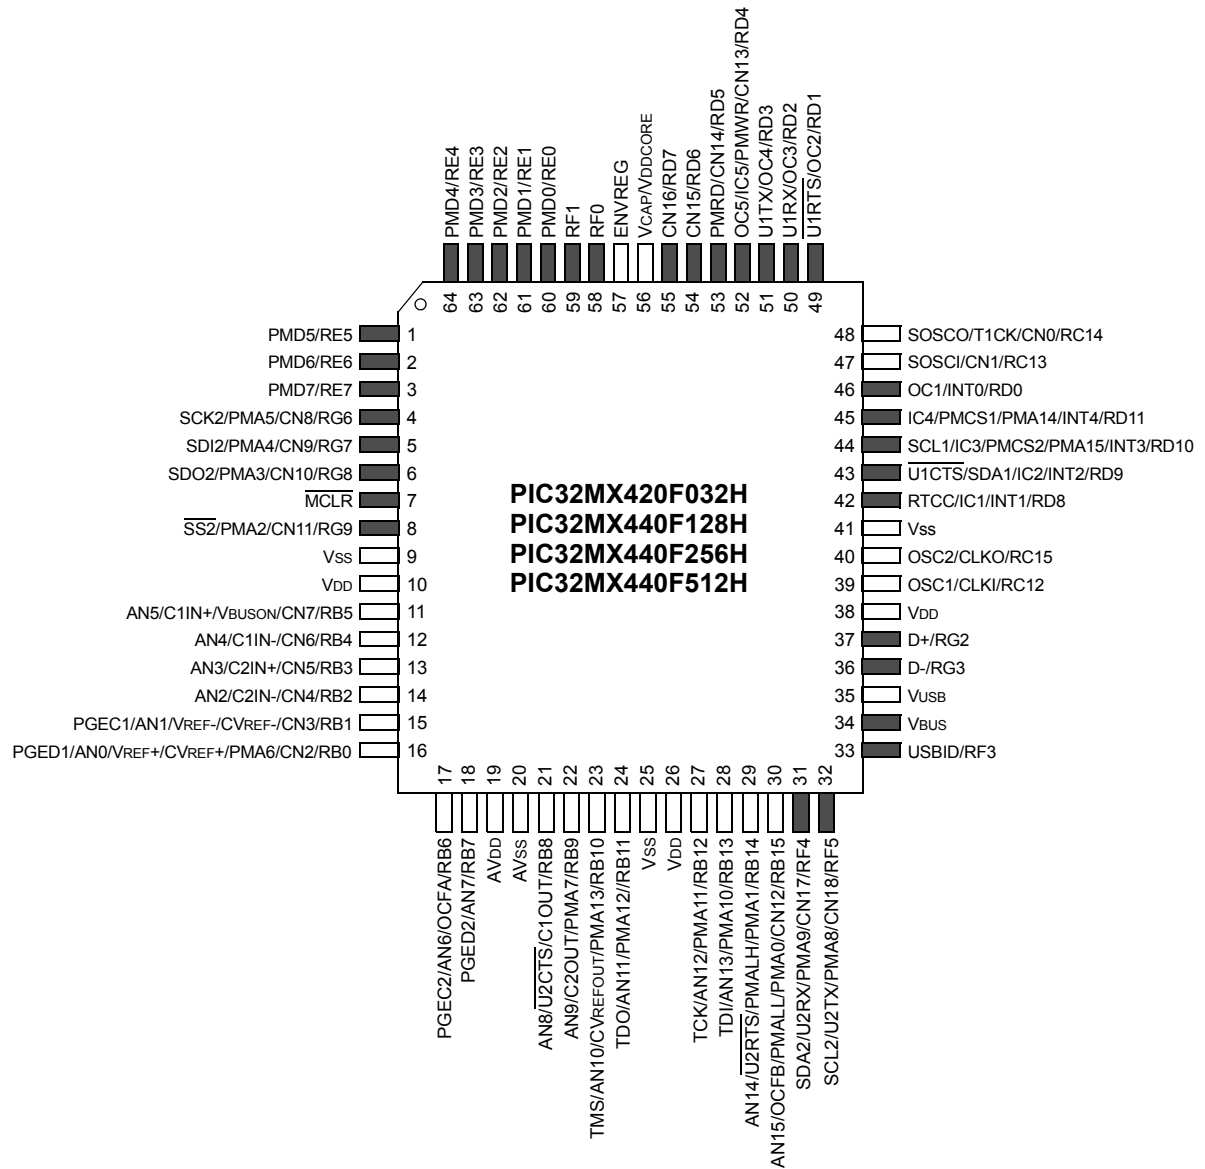 PMD4/RE4
PMD3/RE3
PMD2/RE2
PMD1/RE1
PMD0/RE0
RF1
RF0
ENVREG
VCAP/VDDCORE
CN16/RD7
CN15/RD6
PMRD/CN14/RD5
OC5/IC5/PMWR/CN13/RD4
U1TX/OC4/RD3
U1RX/OC3/RD2
U1RTS/OC2/RD1
64
63
62
61
60
59
58
57
56
55
54
53
52
51
50
49
PMD5/RE5 1
PMD6/RE6 2
PMD7/RE7 3
SCK2/PMA5/CN8/RG6 4
SDI2/PMA4/CN9/RG7 5
SDO2/PMA3/CN10/RG8 6
MCLR 7
SS2/PMA2/CN11/RG9 8
VSS 9
VDD 10
AN5/C1IN+/VBUSON/CN7/RB5 11
AN4/C1IN-/CN6/RB4 12
AN3/C2IN+/CN5/RB3 13
AN2/C2IN-/CN4/RB2 14
PGEC1/AN1/VREF-/CVREF-/CN3/RB1 15
PGED1/AN0/VREF+/CVREF+/PMA6/CN2/RB0 16
PIC32MX420F032H
PIC32MX440F128H
PIC32MX440F256H
PIC32MX440F512H
48 SOSCO/T1CK/CN0/RC14
47 SOSCI/CN1/RC13
46 OC1/INT0/RD0
45 IC4/PMCS1/PMA14/INT4/RD11
44 SCL1/IC3/PMCS2/PMA15/INT3/RD10
43 U1CTS/SDA1/IC2/INT2/RD9
42 RTCC/IC1/INT1/RD8
41 Vss
40 OSC2/CLKO/RC15
39 OSC1/CLKI/RC12
38 VDD
37 D+/RG2
36 D-/RG3
35 VUSB
34 VBUS
33 USBID/RF3
17
18
19
20
21
22
23
24
25
26
27
28
29
30
31
32
PGEC2/AN6/OCFA/RB6
PGED2/AN7/RB7
AVDD
AVSS
AN8/U2CTS/C1OUT/RB8
AN9/C2OUT/PMA7/RB9
TMS/AN10/CVREFOUT/PMA13/RB10
TDO/AN11/PMA12//RB11
VSS
VDD
TCK/AN12/PMA11/RB12
TDI/AN13/PMA10/RB13
AN14/U2RTS/PMALH/PMA1/RB14
AN15/OCFB/PMALL/PMA0/CN12/RB15
SDA2/U2RX/PMA9/CN17/RF4
SCL2/U2TX/PMA8/CN18/RF5